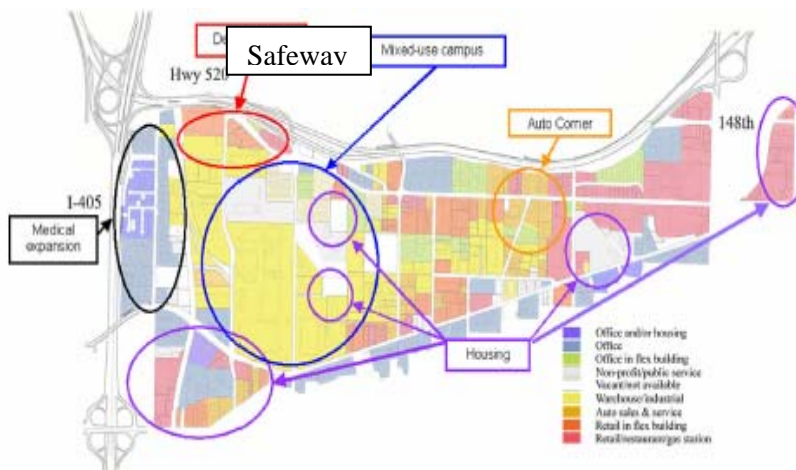 De
Safewav
Mixed-use campus
Hwy 520
Auto Corner
148th
I-405
Medical
expansion
Housing
Office and/or housing
Office
Office in flex building
Non-profit/public service
Vacant/not available
Warehouse/industrial
Auto sales & service
Retail in flex building
Retail/restaurant/gas station